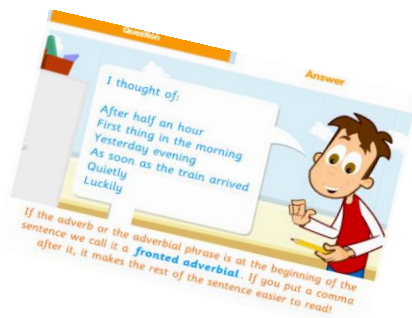 Question
Answer
I thought of:
After half an hour
First thing in the morning
Yesterday evening
As soon as the train arrived
Quietly
Luckily
If the adverb or the adverbial phrase is at the beginning of the
sentence we call it a fronted adverbial. If you put a comma
after it, it makes the rest of the sentence easier to read!